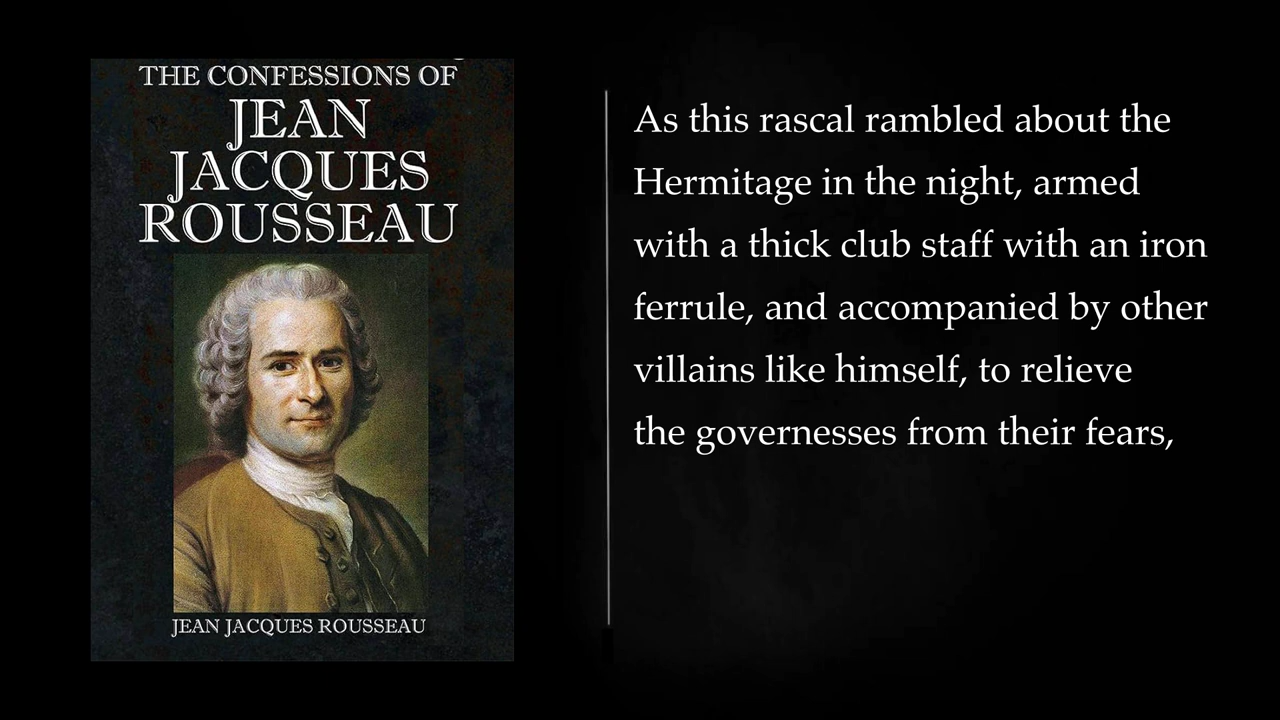 THE CONFESSIONS OF
JEAN
JACQUES
ROUSSEAU
JEAN JACQUES ROUSSEAU
As this rascal rambled about the
Hermitage in the night, armed
with a thick club staff with an iron
ferrule, and accompanied by other
villains like himself, to relieve
the governesses from their fears,